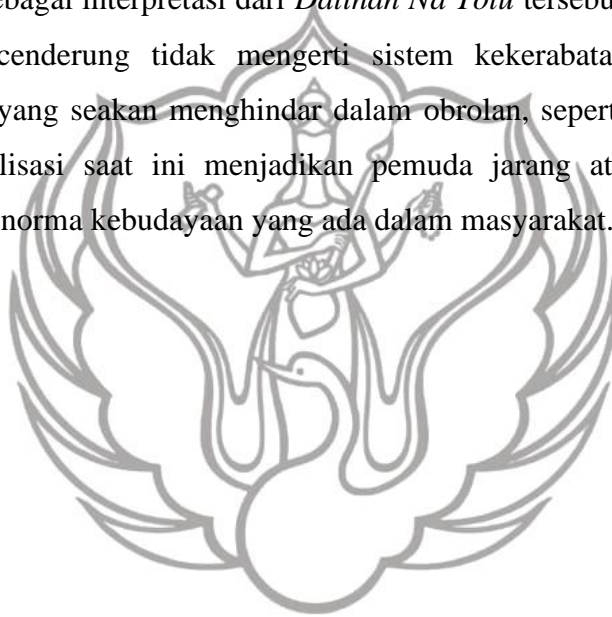 ebagai interpretasi dari Dalihan Na Tolu tersebu
cenderung tidak mengerti sistem kekerabata
yang seakan menghindar dalam obrolan, sepert
lisasi saat ini menjadikan pemuda jarang at
norma kebudayaan yang ada dalam masyarakat.